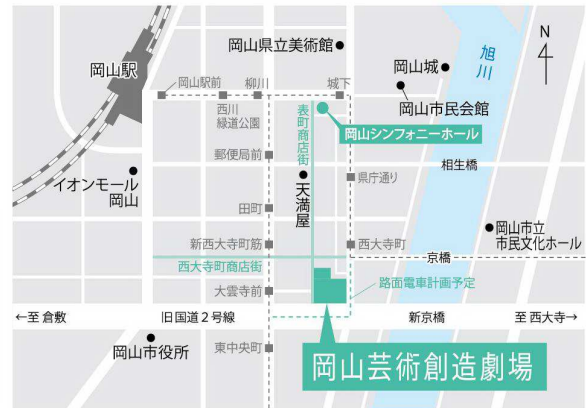 岡山県立美術館
N
旭川
岡山城
岡山駅
岡山駅前
柳川
城下
西川
緑道公園
表町商店街
岡山市民会館
岡山シンフォニーホール
郵便局前
相生橋
イオンモール
岡山
天満屋
県庁通り
田町
岡山市立
市民文化ホール
新西大寺町筋
西大寺町
京橋
西大寺町商店街
路面電車計画予定
大雲寺前
←至 倉敷
旧国道2号線
新京橋
至 西大寺→
岡山市役所
東中央町
岡山芸術創造劇場